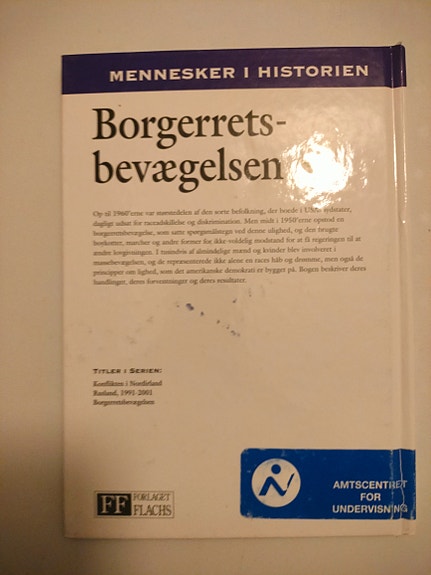 MENNESKER I HISTORIEN
Borgerrets-
bevægelsen
Op til 1960'erne var størstedelen af den sorte befolkning, der boede i USA's sydstater,
dagligt udsat for raceadskillelse og diskrimination. Men midt i 1950'erne opstod en
borgerretsbevægelse, som satte spørgsmålstegn ved denne ulighed, og den brugte
boykotter, marcher og andre former for ikke voldelig modstand for at få regeringen til at
ændre lovgivningen. I tusindvis af almindelige mænd og kvinder blev involveret i
massebevægelsen, og de repræsenterede ikke alene en races håb og drømme, men også de
principper om lighed, som det amerikanske demokrati er bygget på. Bogen beskriver deres
handlinger, deres forventninger og deres resultater.
TITLER I SERIEN:
Konflikten i Nordirland
Rusland, 1991-2001
Borgerretsbevægelsen
FF FORLAGET
FLACHS
AMTSCENTRET
FOR
UNDERVISNING